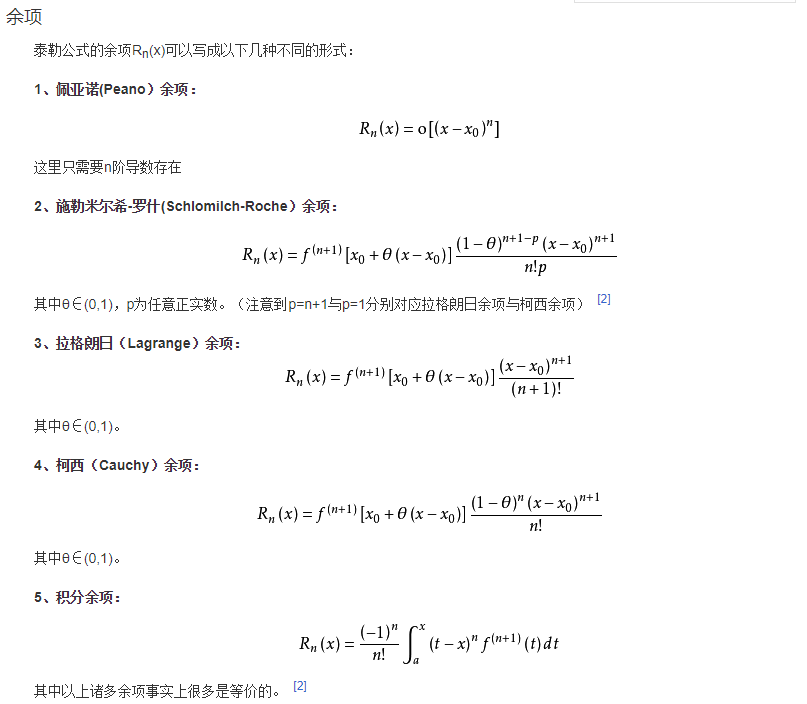 余项
泰勒公式的余项Rn(x)可以写成以下几种不同的形式：
1、佩亚诺(Peano）余项：
Rₙ(x) = o[(x − x₀)ⁿ]
这里只需要n阶导数存在
2、施勒米尔希-罗什(Schlomilch-Roche）余项：
Rₙ(x) = f⁽ⁿ⁺¹⁾[x₀ + θ(x − x₀)] (1 − θ)ⁿ⁺¹⁻ᵖ(x − x₀)ⁿ⁺¹ / n!p
其中θ∈(0,1)，p为任意正实数。（注意到p=n+1与p=1分别对应拉格朗日余项与柯西余项） [2]
3、拉格朗日（Lagrange）余项：
Rₙ(x) = f⁽ⁿ⁺¹⁾[x₀ + θ(x − x₀)] (x − x₀)ⁿ⁺¹ / (n + 1)!
其中θ∈(0,1)。
4、柯西（Cauchy）余项：
Rₙ(x) = f⁽ⁿ⁺¹⁾[x₀ + θ(x − x₀)] (1 − θ)ⁿ(x − x₀)ⁿ⁺¹ / n!
其中θ∈(0,1)。
5、积分余项：
Rₙ(x) = (−1)ⁿ / n! ∫ₐˣ (t − x)ⁿ f⁽ⁿ⁺¹⁾(t)dt
其中以上诸多余项事实上很多是等价的。 [2]